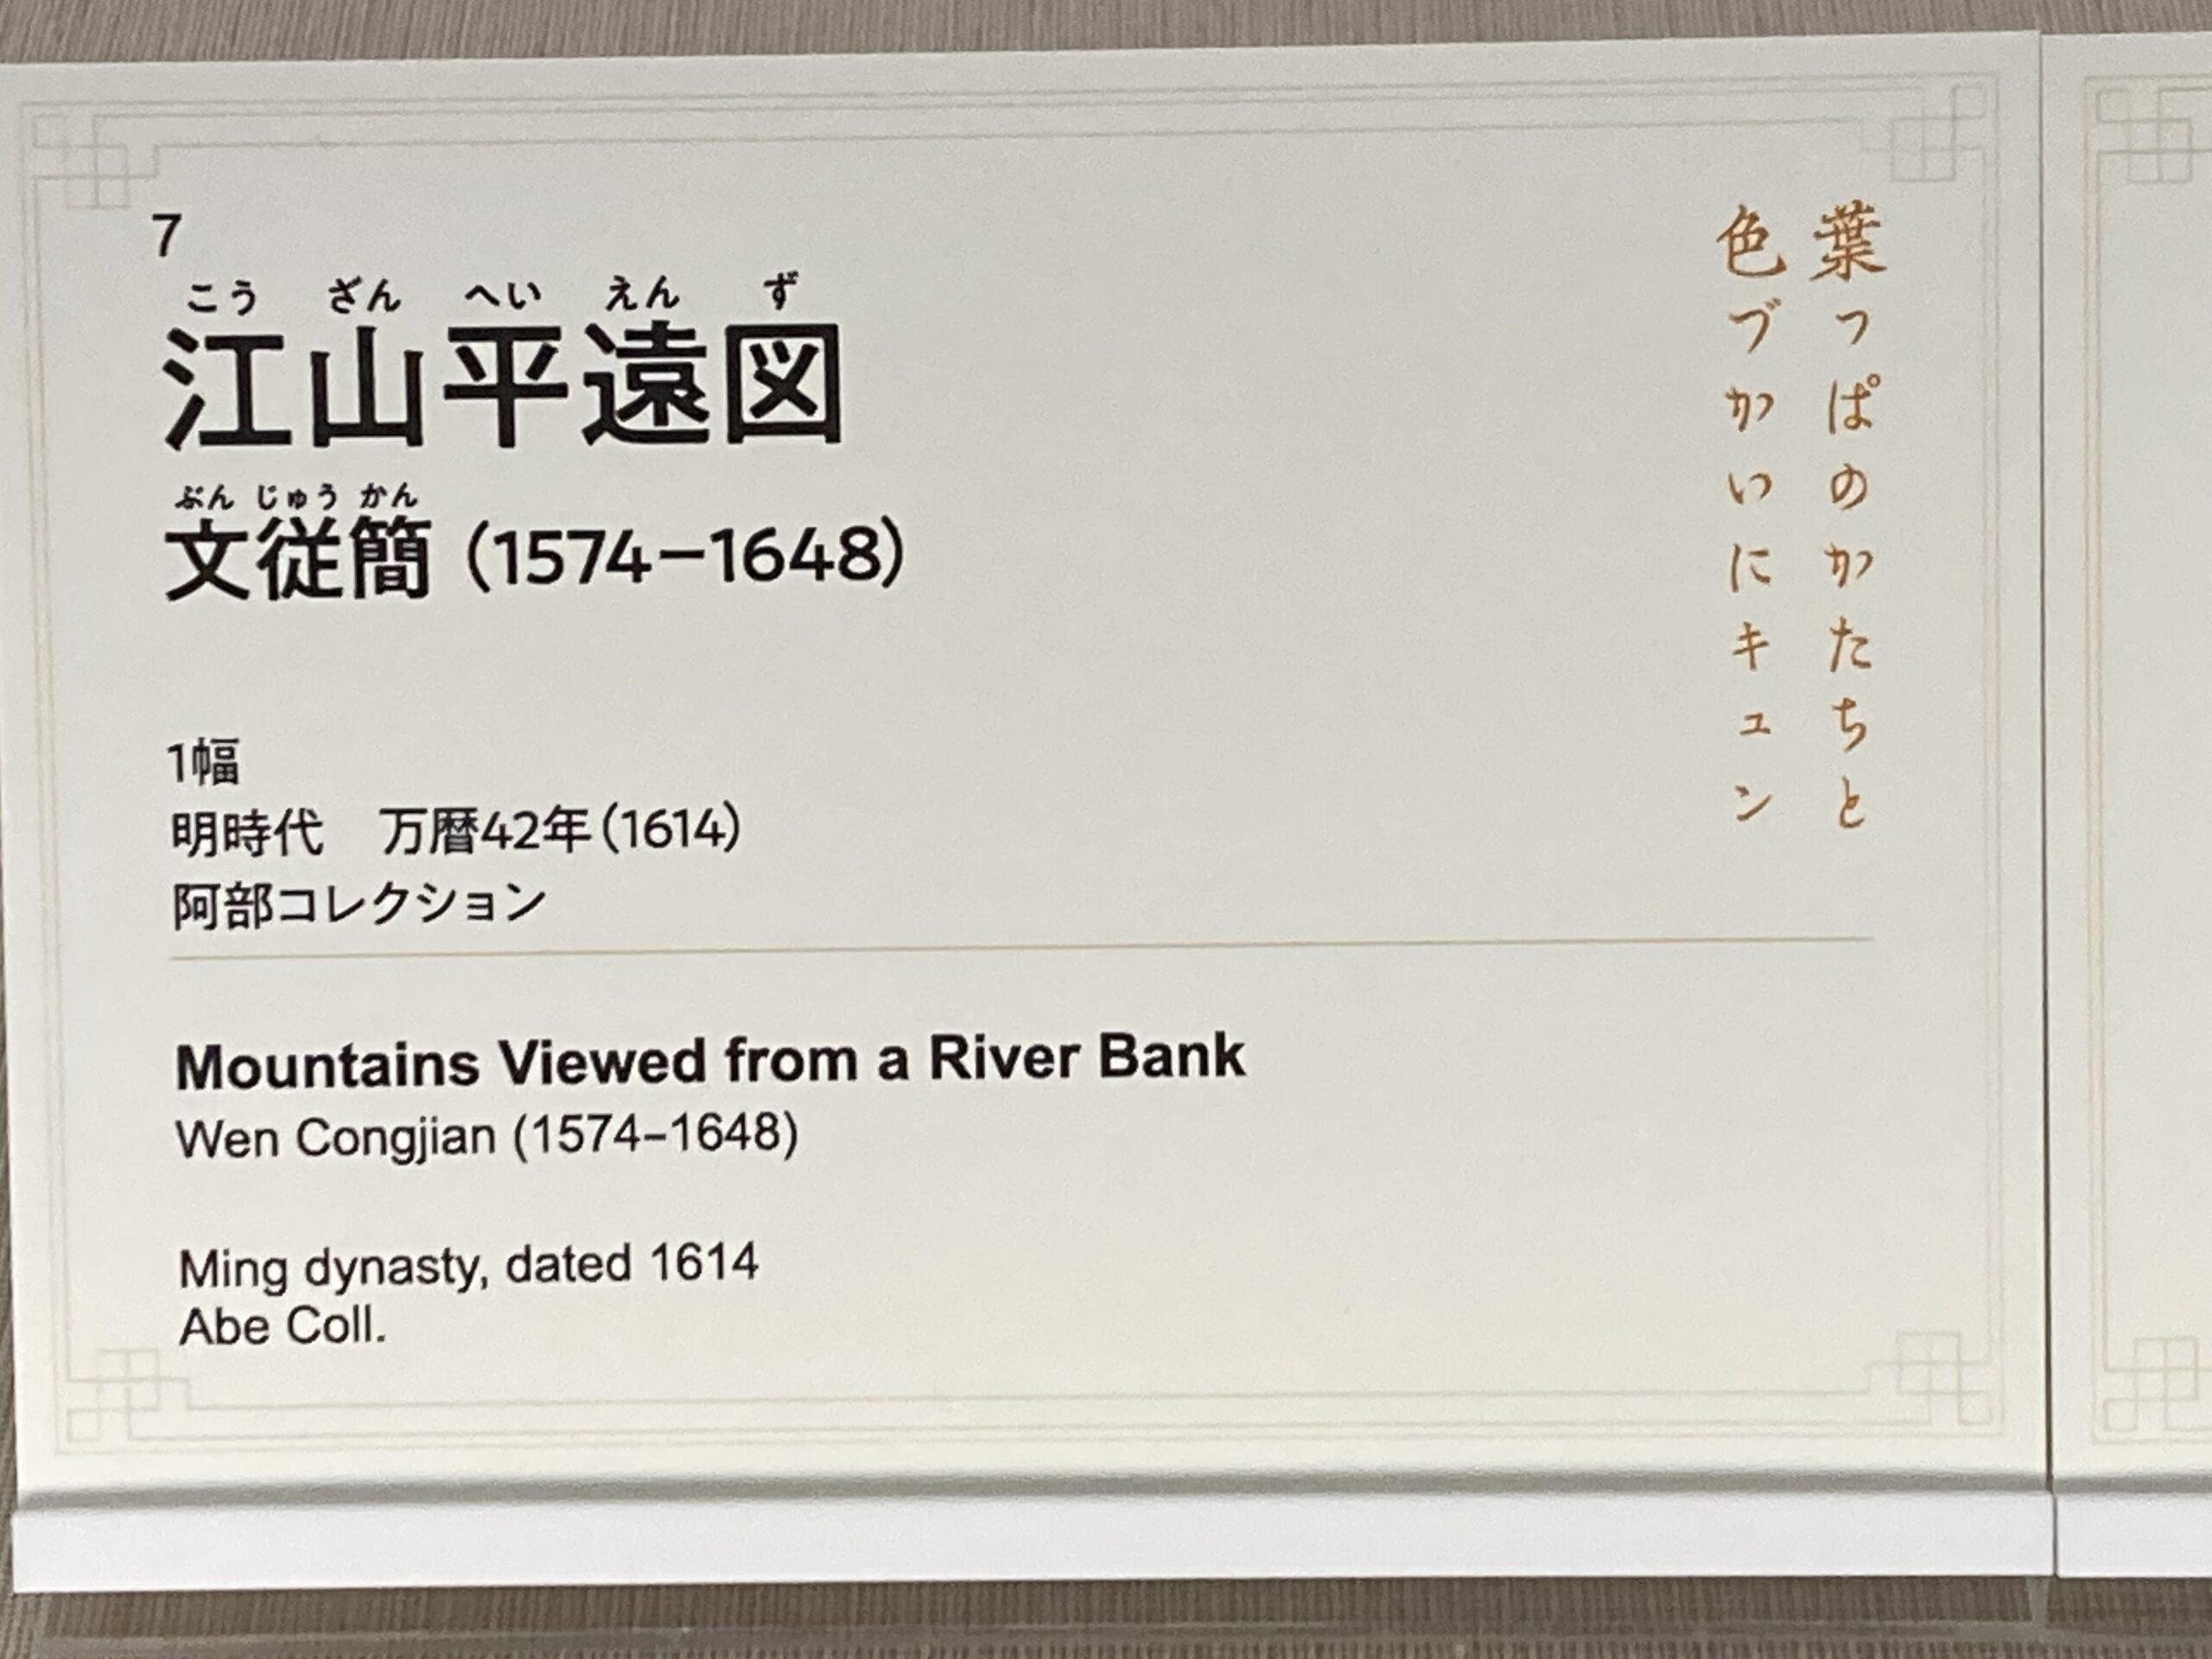 7
こう ざん へい えん ず
江山平遠図
ぶん じゅう かん
文従簡 (1574−1648)
1幅
明時代　万暦42年(1614)
阿部コレクション
葉っぱのかたちと
色ブかいにキュン
Mountains Viewed from a River Bank
Wen Congjian (1574–1648)
Ming dynasty, dated 1614
Abe Coll.